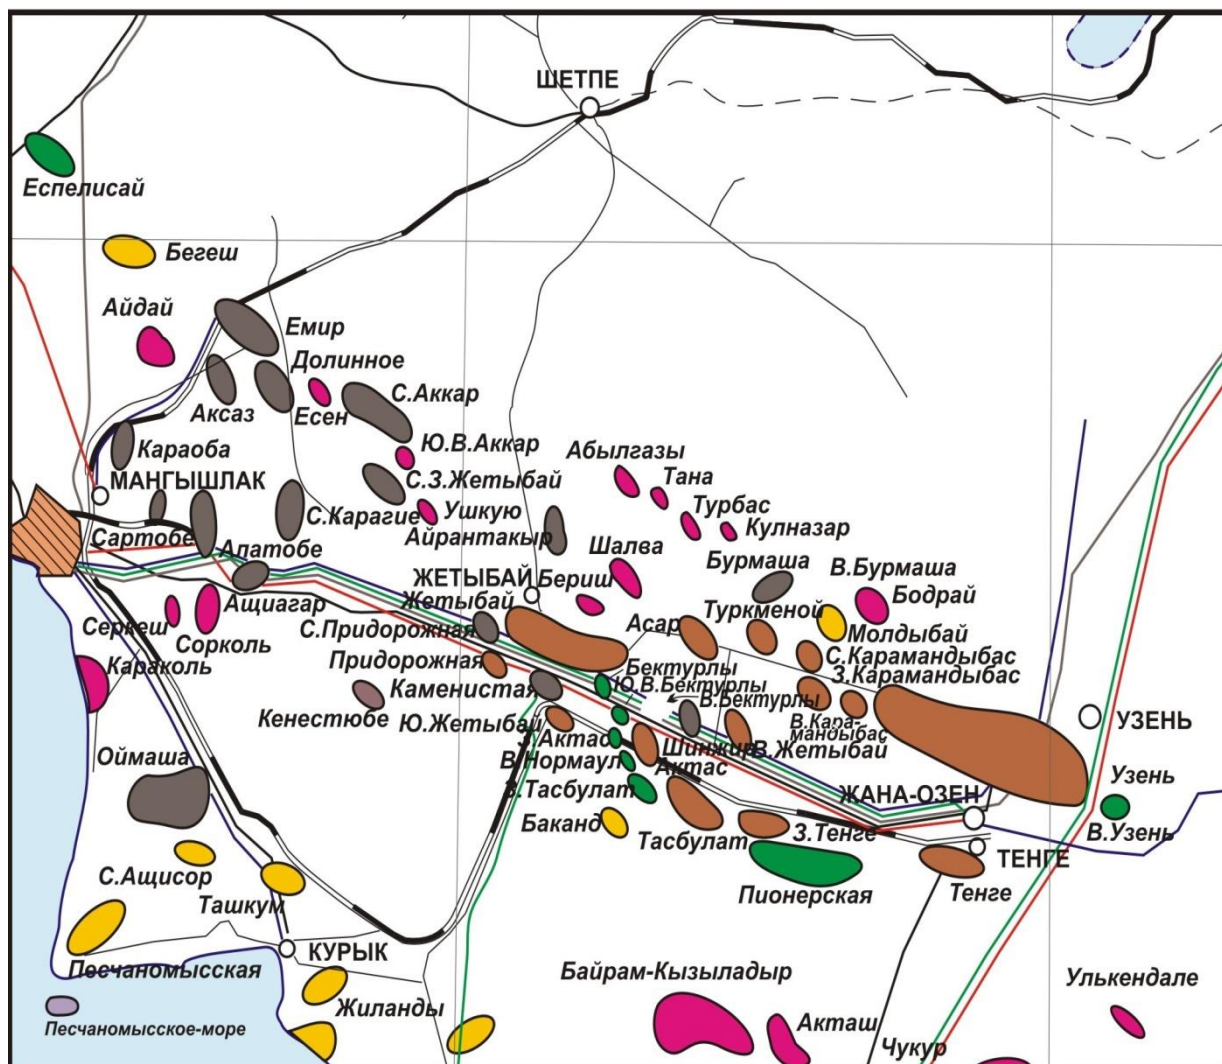 ШЕТПЕ
Еспелисай
Бегеш
Айдай
Емир
Долинное
С.Аккар
Аксаз
Есен
Караоба
Ю.В.Аккар
Абылгазы
МАНГЫШЛАК
С.З.Жетыбай
Тана
Ушкую
Турбас
С.Карагие
Кулназар
Сартобе
Айрантакыр
Алатобе
Шалва
Бурмаша
В.Бурмаша
ЖЕТЫБАЙ
Бериш
Бодрай
Ащиагар
Жетыбай
Туркменой
Серкеш
Сорколь
С.Придорожная
Асар
Молдыбай
Караколь
Придорожная
Бектурлы
С.Карамандыбас
З.Карамандыбас
Каменистая
Ю.В.Бектурлы
В.Бектурлы
Кенестюбе
Ю.Жетыбай
В.Кара-
мандыбас
УЗЕНЬ
З.Актас
Шинжир
В.Жетыбай
Оймаша
В.Нормаул
Актас
Узень
З.Тасбулат
ЖАНА-ОЗЕН
Баканд
Тасбулат
З.Тенге
В.Узень
ТЕНГЕ
С.Ащисор
Ташкум
Пионерская
Тенге
КУРЫК
Песчаномысская
Байрам-Кызыладыр
Улькендале
Жиланды
Песчаномысское-море
Акташ
Чукур